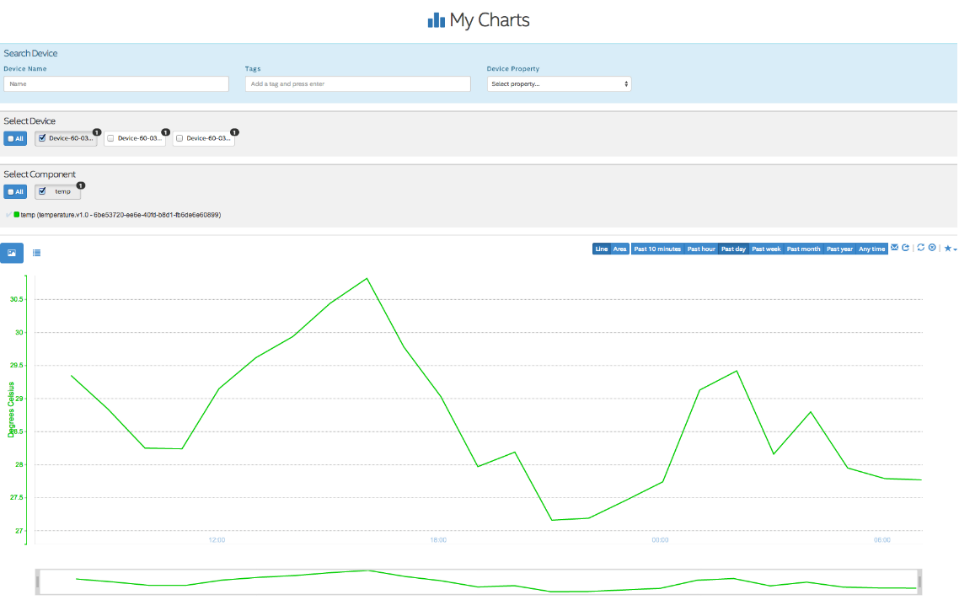 My Charts
Search Device
Device Name Tags Device Property
Name Add a tag and press enter Select property...
Select Device
All Device-60-03... 1 Device-60-03... 1 Device-60-03... 1
Select Component
All temp 1
temp (temperature.v1.0 - 6be53720-ee6e-40f8-b8d1-fb6de6a60899)
Line Area Past 10 minutes Past hour Past day Past week Past month Past year Any time
30.5
30
29.5
29
28.5
28
27.5
27
Degrees Celsius
12:00 18:00 00:00 06:00